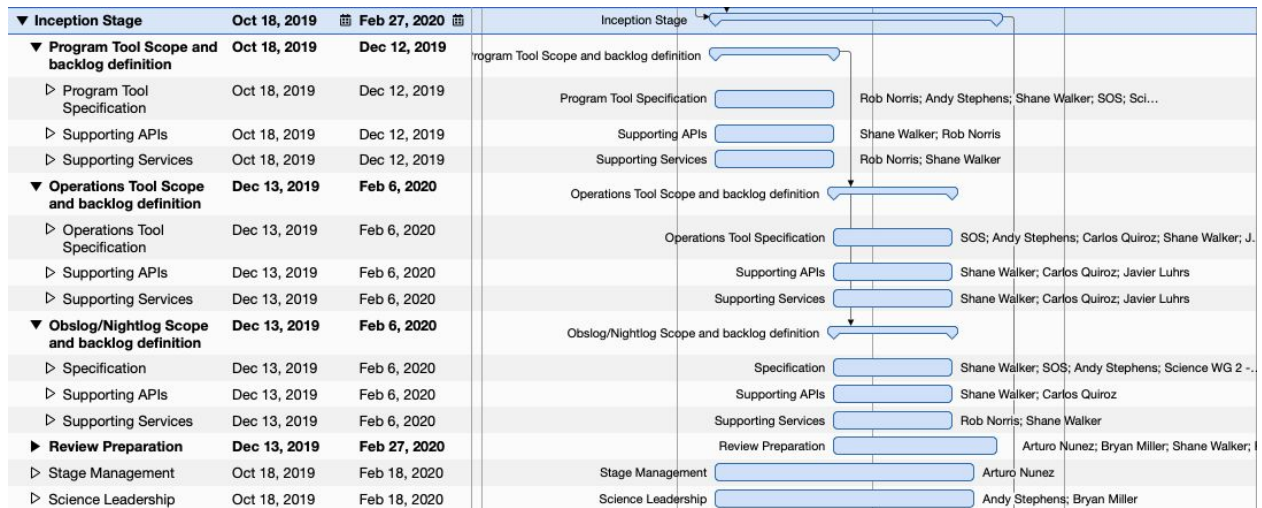 Inception Stage Oct 18, 2019 Feb 27, 2020 Inception Stage
Program Tool Scope and Oct 18, 2019 Dec 12, 2019 rogram Tool Scope and backlog definition
backlog definition
Program Tool Oct 18, 2019 Dec 12, 2019 Program Tool Specification Rob Norris; Andy Stephens; Shane Walker; SOS; Sci...
Specification
Supporting APIs Oct 18, 2019 Dec 12, 2019 Supporting APIs Shane Walker; Rob Norris
Supporting Services Oct 18, 2019 Dec 12, 2019 Supporting Services Rob Norris; Shane Walker
Operations Tool Scope Dec 13, 2019 Feb 6, 2020 Operations Tool Scope and backlog definition
and backlog definition
Operations Tool Dec 13, 2019 Feb 6, 2020 Operations Tool Specification SOS; Andy Stephens; Carlos Quiroz; Shane Walker; J.
Specification
Supporting APIs Dec 13, 2019 Feb 6, 2020 Supporting APIs Shane Walker; Carlos Quiroz; Javier Luhrs
Supporting Services Dec 13, 2019 Feb 6, 2020 Supporting Services Shane Walker; Carlos Quiroz; Javier Luhrs
Obslog/Nightlog Scope Dec 13, 2019 Feb 6, 2020 Obslog/Nightlog Scope and backlog definition
and backlog definition
Specification Dec 13, 2019 Feb 6, 2020 Specification Shane Walker; SOS; Andy Stephens; Science WG 2 -..
Supporting APIs Dec 13, 2019 Feb 6, 2020 Supporting APIs Shane Walker; Carlos Quiroz
Supporting Services Dec 13, 2019 Feb 6, 2020 Supporting Services Rob Norris; Shane Walker
Review Preparation Dec 13, 2019 Feb 27, 2020 Review Preparation Arturo Nunez; Bryan Miller; Shane Walker;
Stage Management Oct 18, 2019 Feb 18, 2020 Stage Management Arturo Nunez
Science Leadership Oct 18, 2019 Feb 18, 2020 Science Leadership Andy Stephens; Bryan Miller